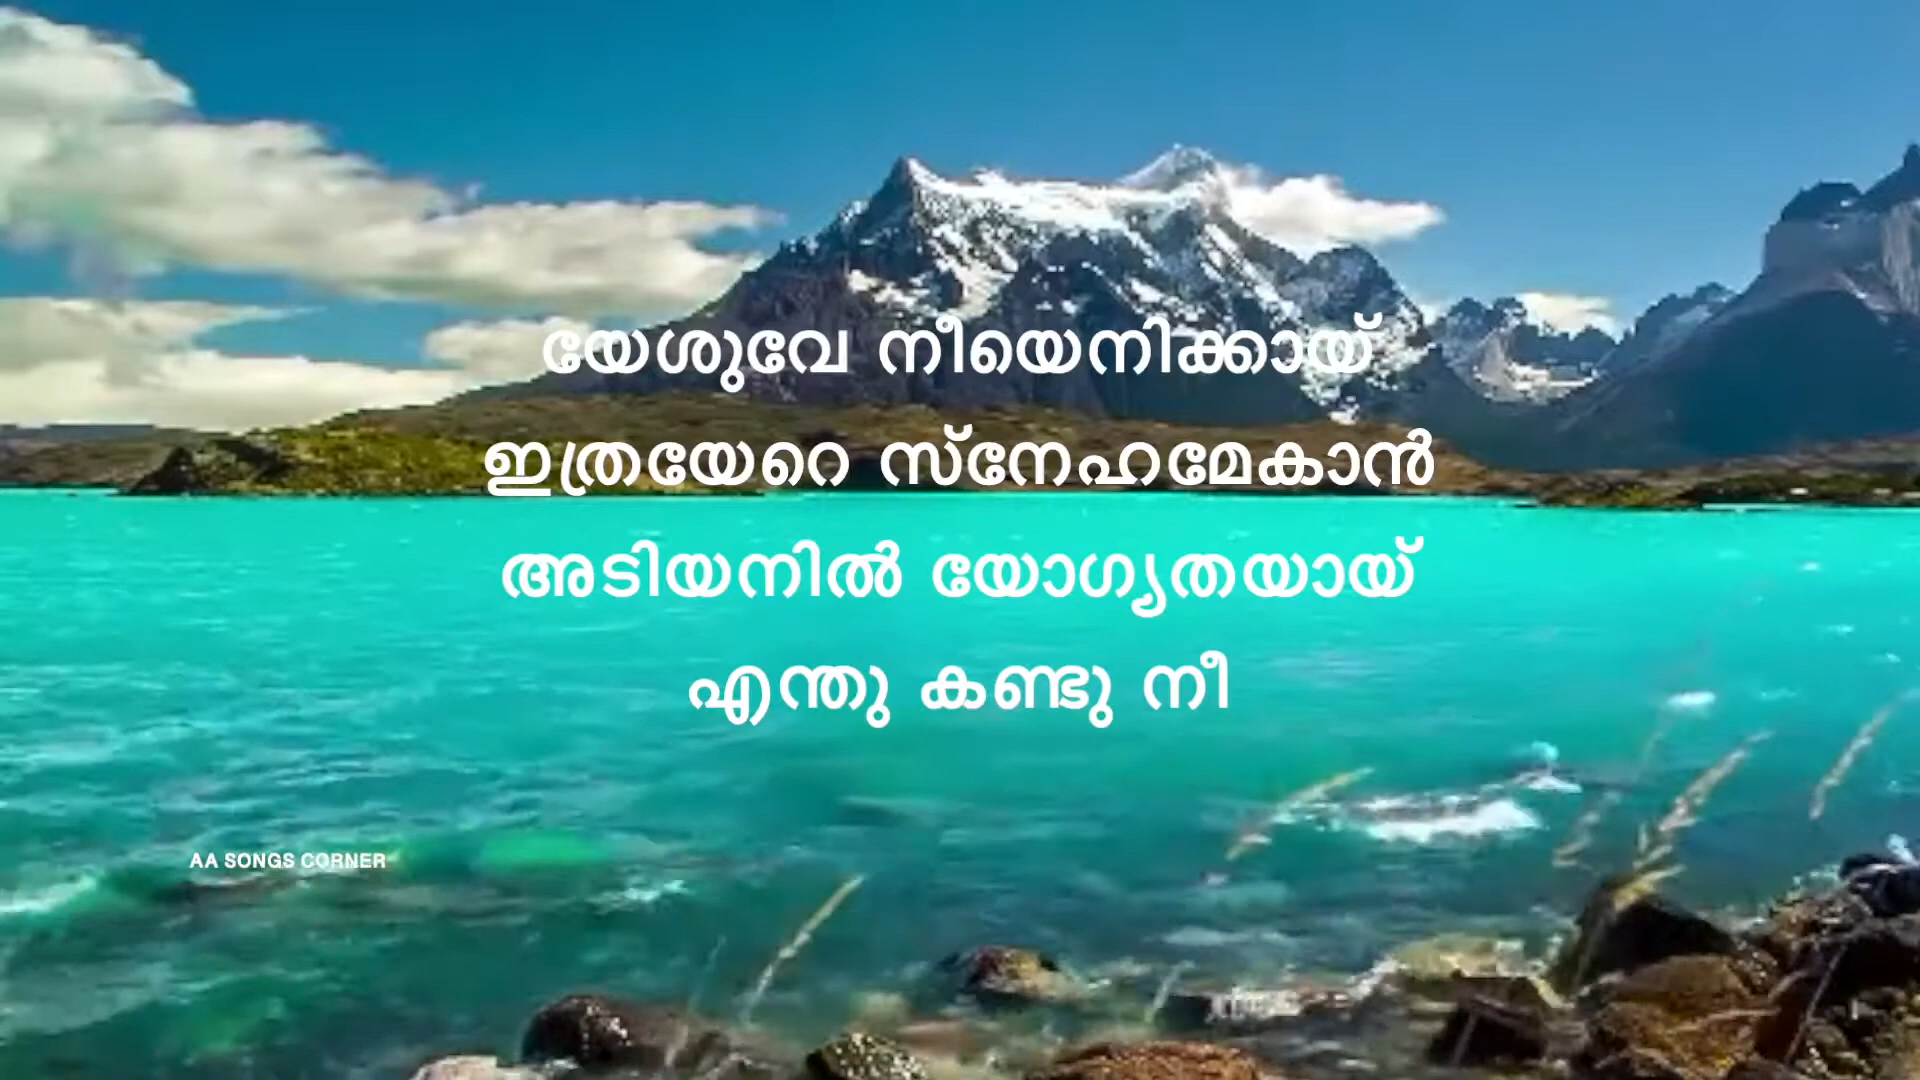 യേശുവേ നീയെനിക്കായ്
ഇത്രയേറെ സ്നേഹമേകാൻ
അടിയനിൽ യോഗ്യതയായ്
എന്തു കണ്ടു നീ
AA SONGS CORNER